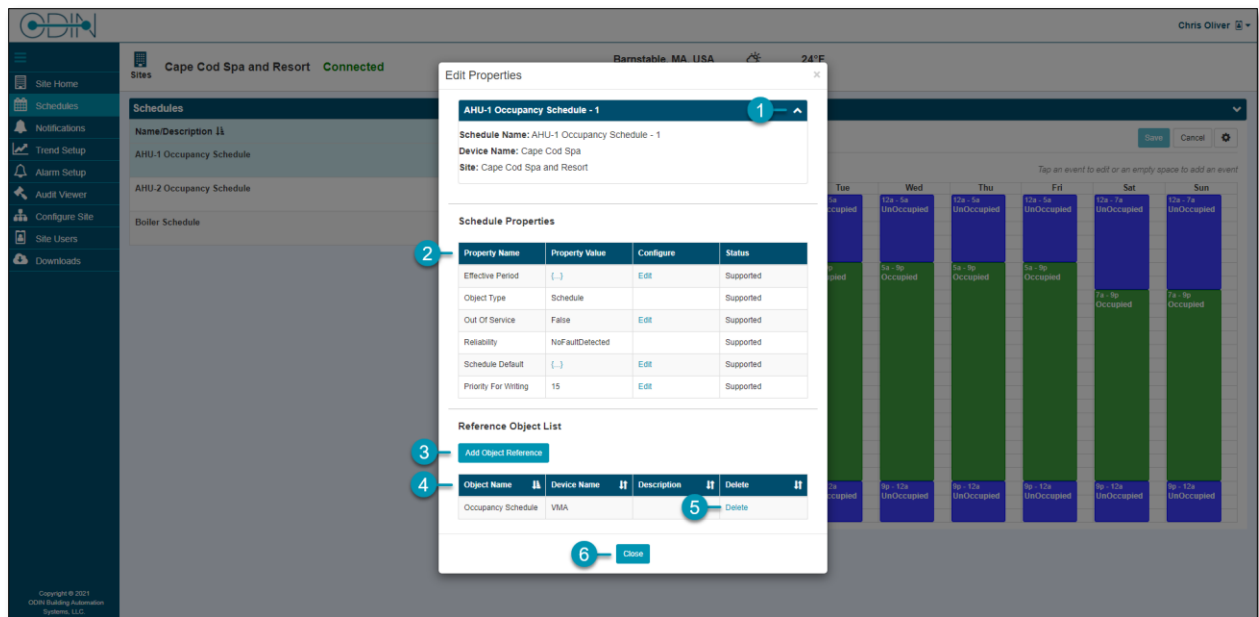 ODIN
Chris Oliver
Sites
Cape Cod Spa and Resort Connected
Barnstable, MA, USA
24°F
Site Home
Schedules
Notifications
Trend Setup
Alarm Setup
Audit Viewer
Configure Site
Site Users
Downloads
Copyright © 2021
ODIN Building Automation
Systems, LLC.
Schedules
Name/Description
AHU-1 Occupancy Schedule
AHU-2 Occupancy Schedule
Boiler Schedule
Edit Properties
×
AHU-1 Occupancy Schedule - 1
1
Schedule Name: AHU-1 Occupancy Schedule - 1
Device Name: Cape Cod Spa
Site: Cape Cod Spa and Resort
Schedule Properties
2
Property Name Property Value Configure Status
Effective Period {...} Edit Supported
Object Type Schedule Supported
Out Of Service False Edit Supported
Reliability NoFaultDetected Supported
Schedule Default {...} Edit Supported
Priority For Writing 15 Edit Supported
Reference Object List
3
Add Object Reference
4
Object Name Device Name Description Delete
Occupancy Schedule VMA 5 Delete
6
Close
Save Cancel
Tap an event to edit or an empty space to add an event
Tue Wed Thu Fri Sat Sun
12a - 5a 12a - 5a 12a - 5a 12a - 7a 12a - 7a
UnOccupied UnOccupied UnOccupied UnOccupied UnOccupied
5a - 9p 5a - 9p 5a - 9p
Occupied Occupied Occupied
7a - 9p 7a - 9p
Occupied Occupied
9p - 12a 9p - 12a 9p - 12a 9p - 12a 9p - 12a
UnOccupied UnOccupied UnOccupied UnOccupied UnOccupied